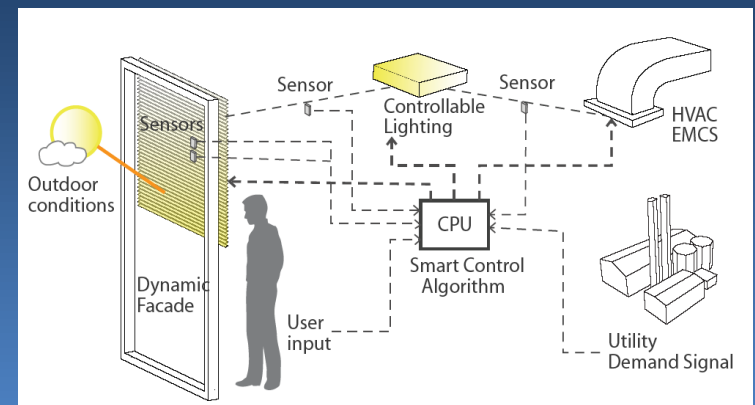 Sensor
Sensor
Controllable
Lighting
HVAC
EMCS
Sensors
Outdoor
conditions
CPU
Smart Control
Algorithm
Dynamic
Facade
User
input
Utility
Demand Signal